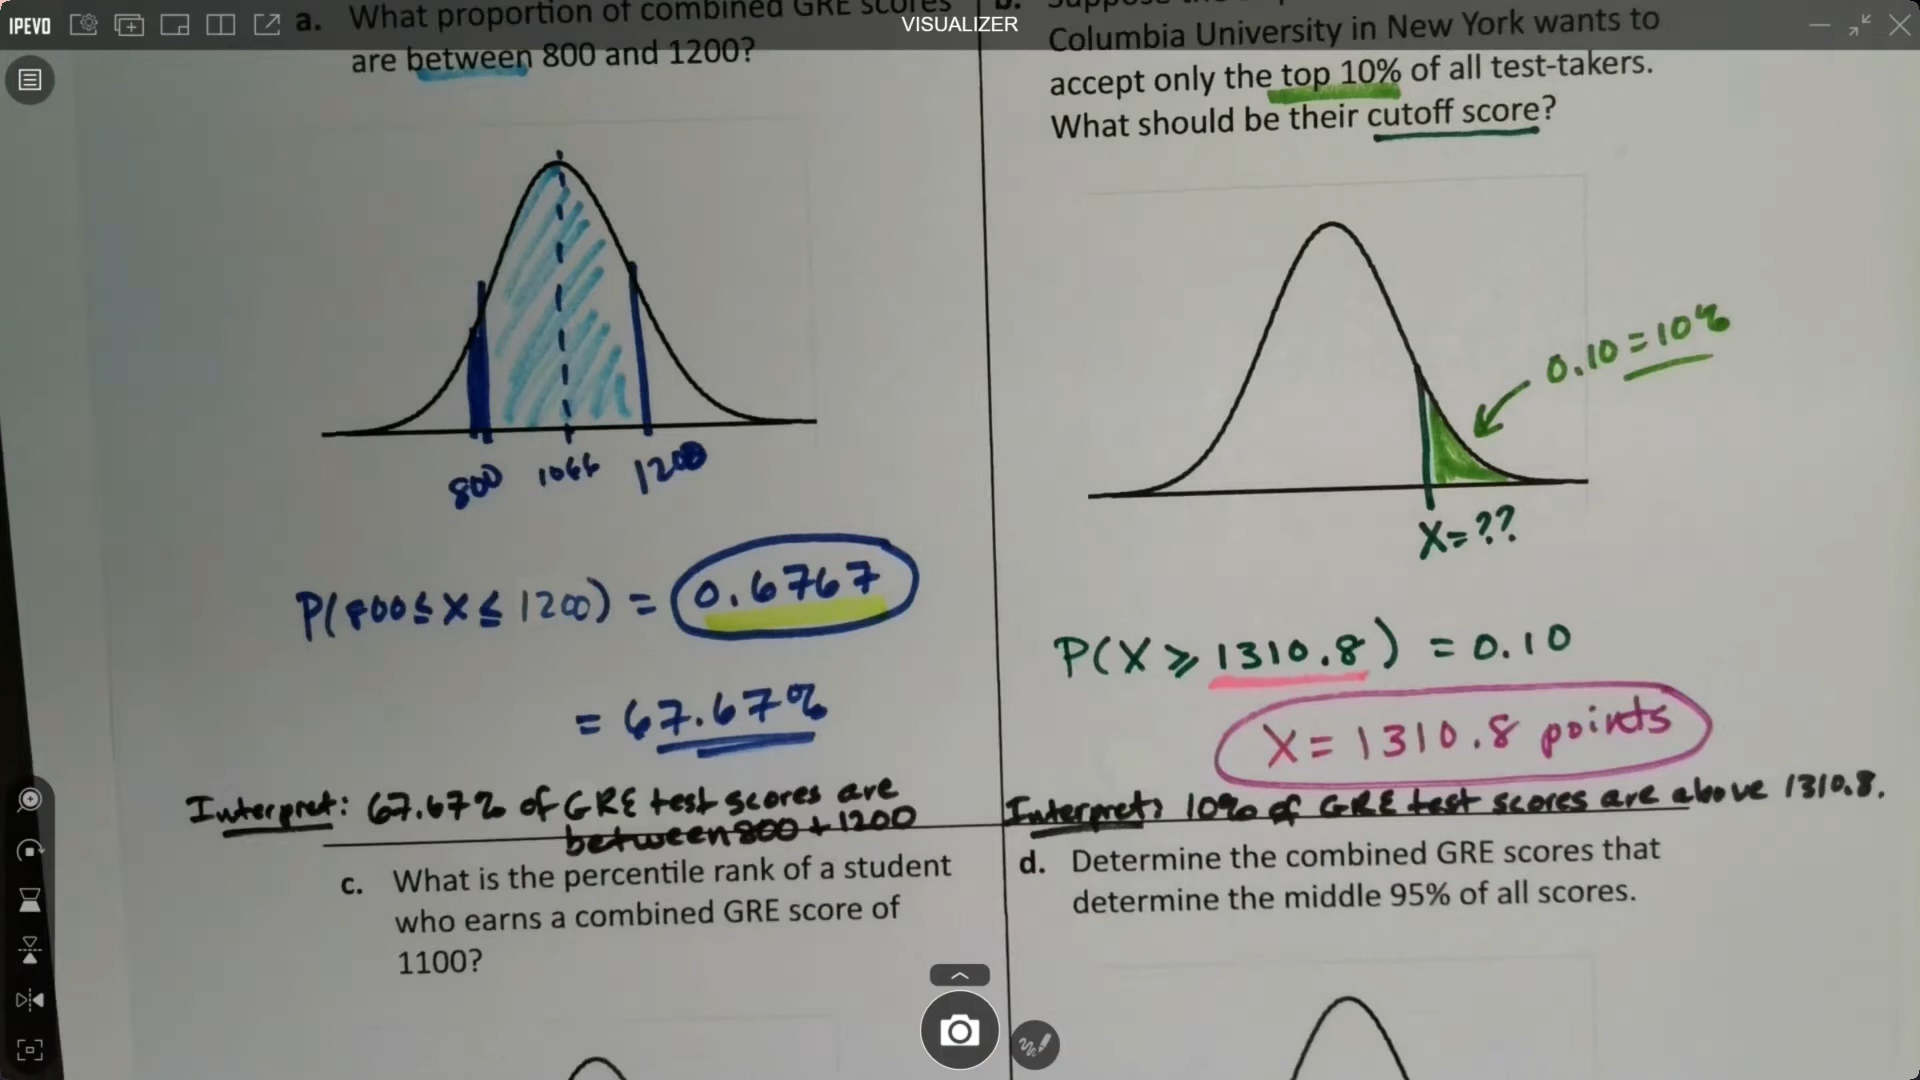 IPEVO
VISUALIZER
a. What proportion of combined GRE scores
are between 800 and 1200?
800 1066 1200
P(800≤X≤1200) = 0.6767
= 67.67%
Interpret: 67.67% of GRE test scores are
between 800 + 1200
Columbia University in New York wants to
accept only the top 10% of all test-takers.
What should be their cutoff score?
0.10=10%
X=??
P(X ≥ 1310.8) = 0.10
X=1310.8 points
Interpret: 10% of GRE test scores are above 1310.8.
c. What is the percentile rank of a student
who earns a combined GRE score of
1100?
d. Determine the combined GRE scores that
determine the middle 95% of all scores.